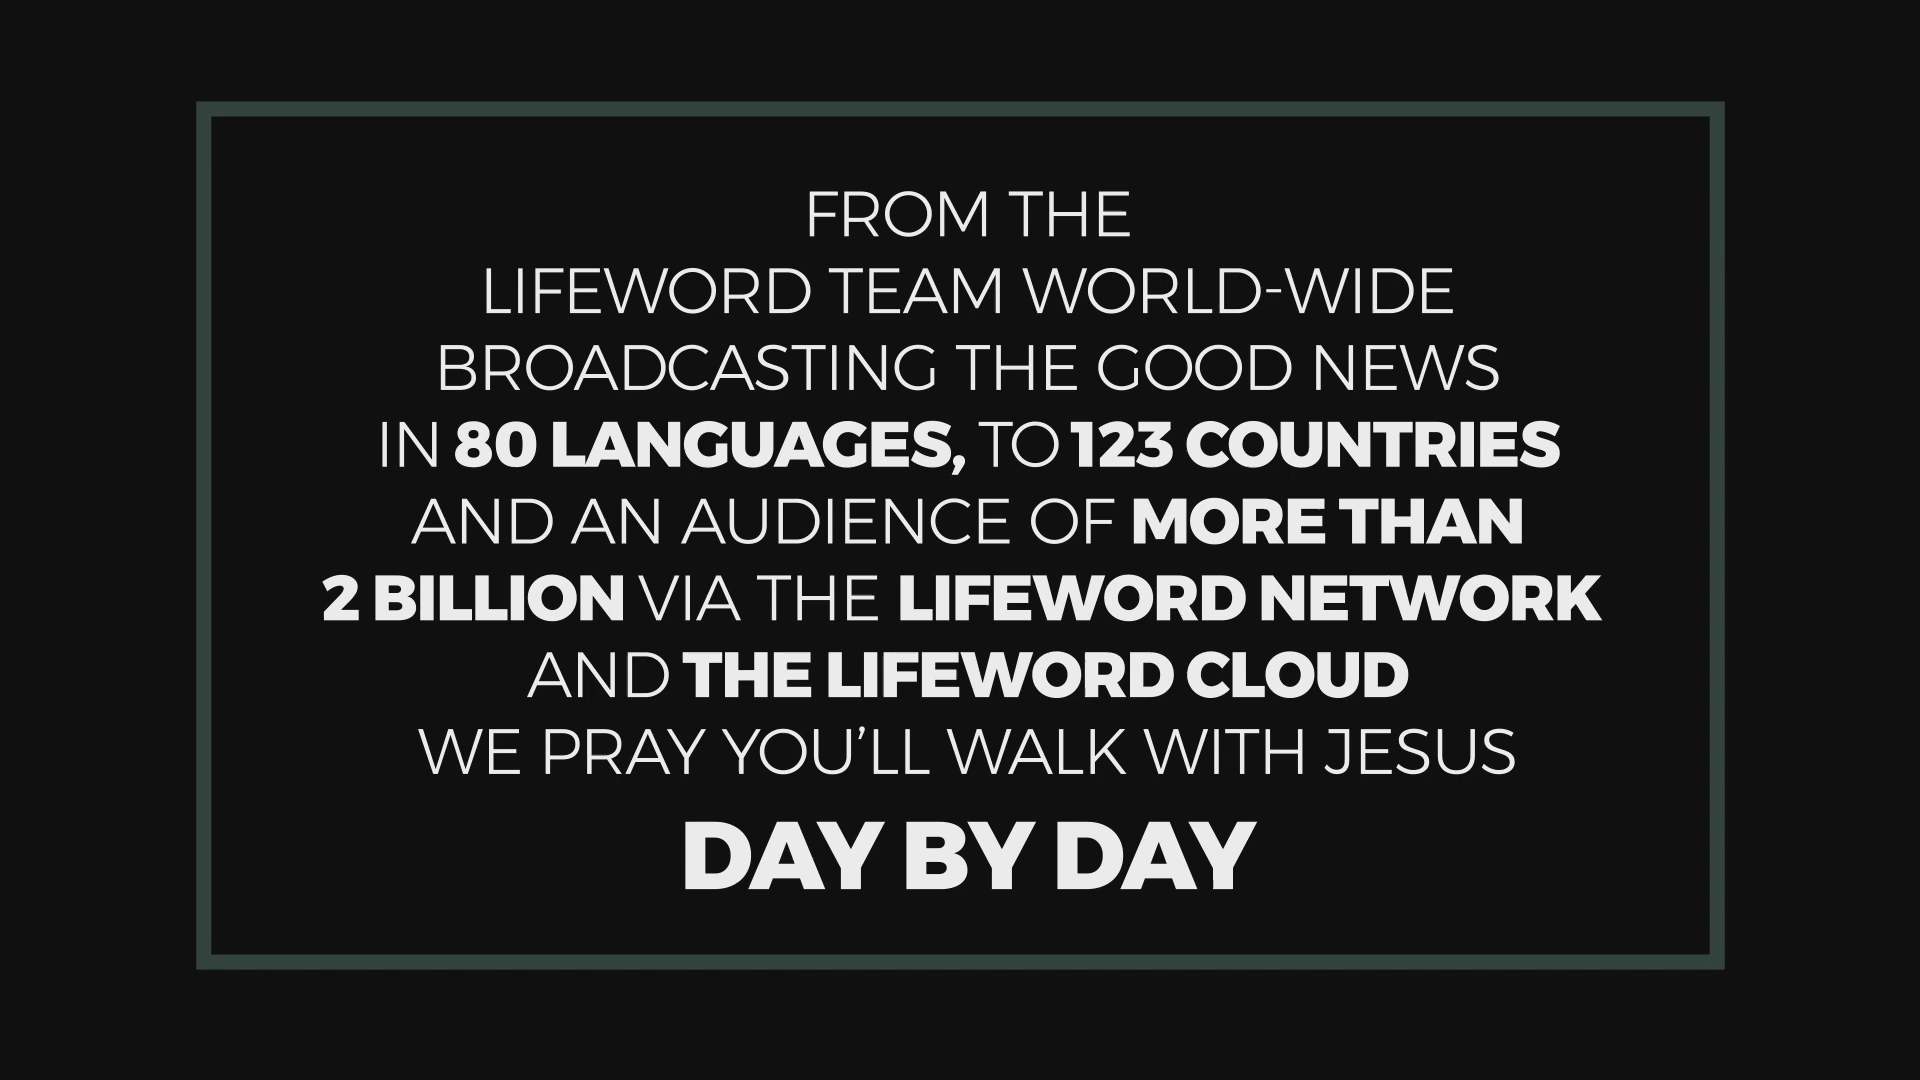 FROM THE
LIFEWORD TEAM WORLD-WIDE
BROADCASTING THE GOOD NEWS
IN 80 LANGUAGES, TO 123 COUNTRIES
AND AN AUDIENCE OF MORE THAN
2 BILLION VIA THE LIFEWORD NETWORK
AND THE LIFEWORD CLOUD
WE PRAY YOU’LL WALK WITH JESUS
DAY BY DAY